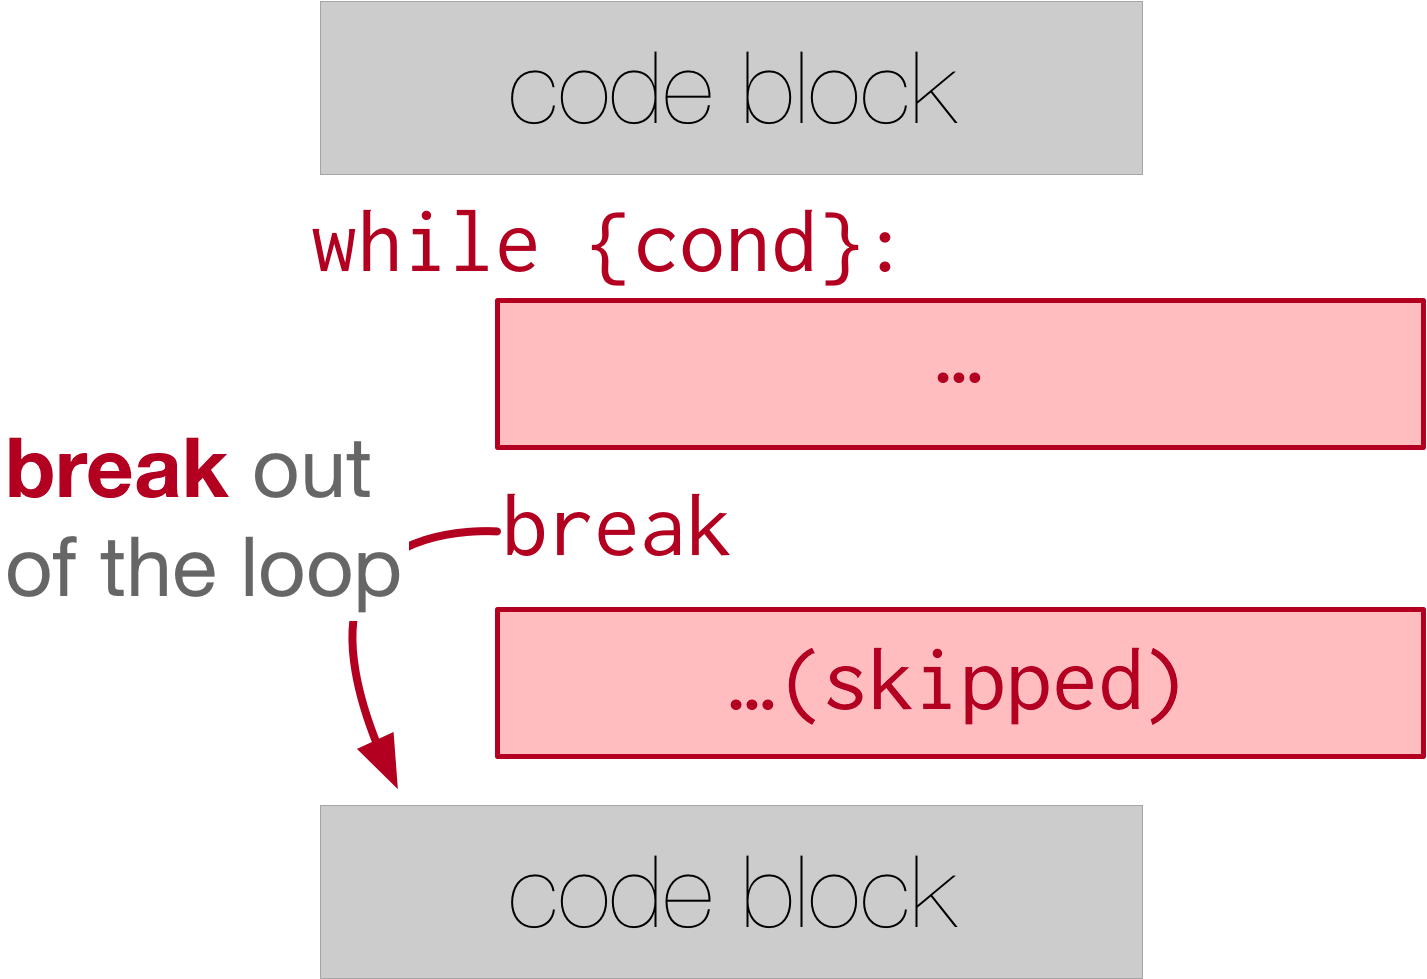 code block
while {cond}:
…
break out
of the loop
break
…(skipped)
code block